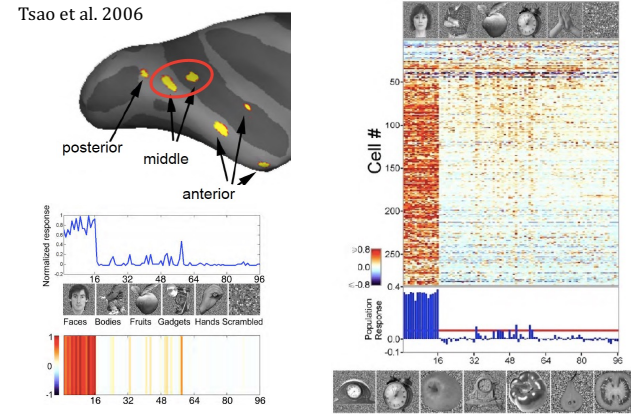 Tsao et al. 2006
posterior
middle
anterior
Normalized response
1
0.8
0.6
0.4
0.2
0
-0.2
16 32 48 64 80 96
Faces Bodies Fruits Gadgets Hands Scrambled
1
0
-1
16 32 48 64 80 96
Cell #
50
100
150
200
250
0.8
0.0
-0.8
Population
Response
0.4
0.0
-0.1
16 32 48 64 80 96